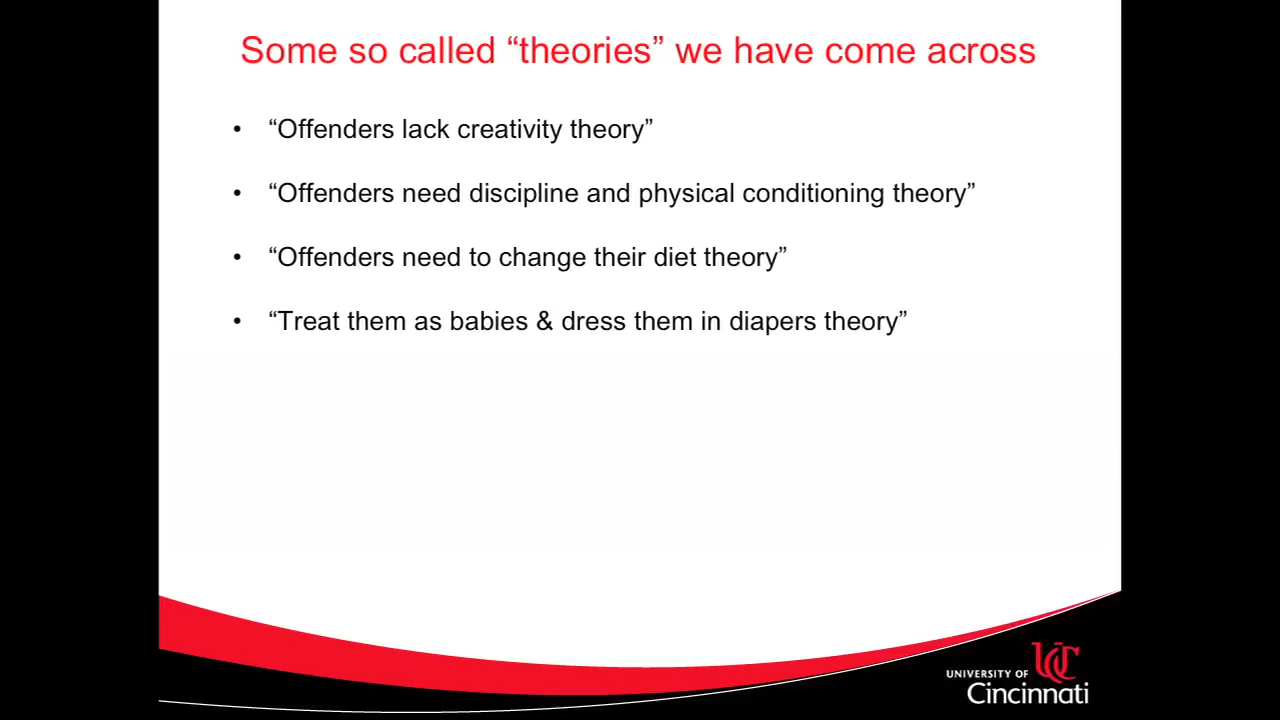 Some so called “theories” we have come across
• “Offenders lack creativity theory”
• “Offenders need discipline and physical conditioning theory”
• “Offenders need to change their diet theory”
• “Treat them as babies & dress them in diapers theory”
UC
UNIVERSITY OF
Cincinnati